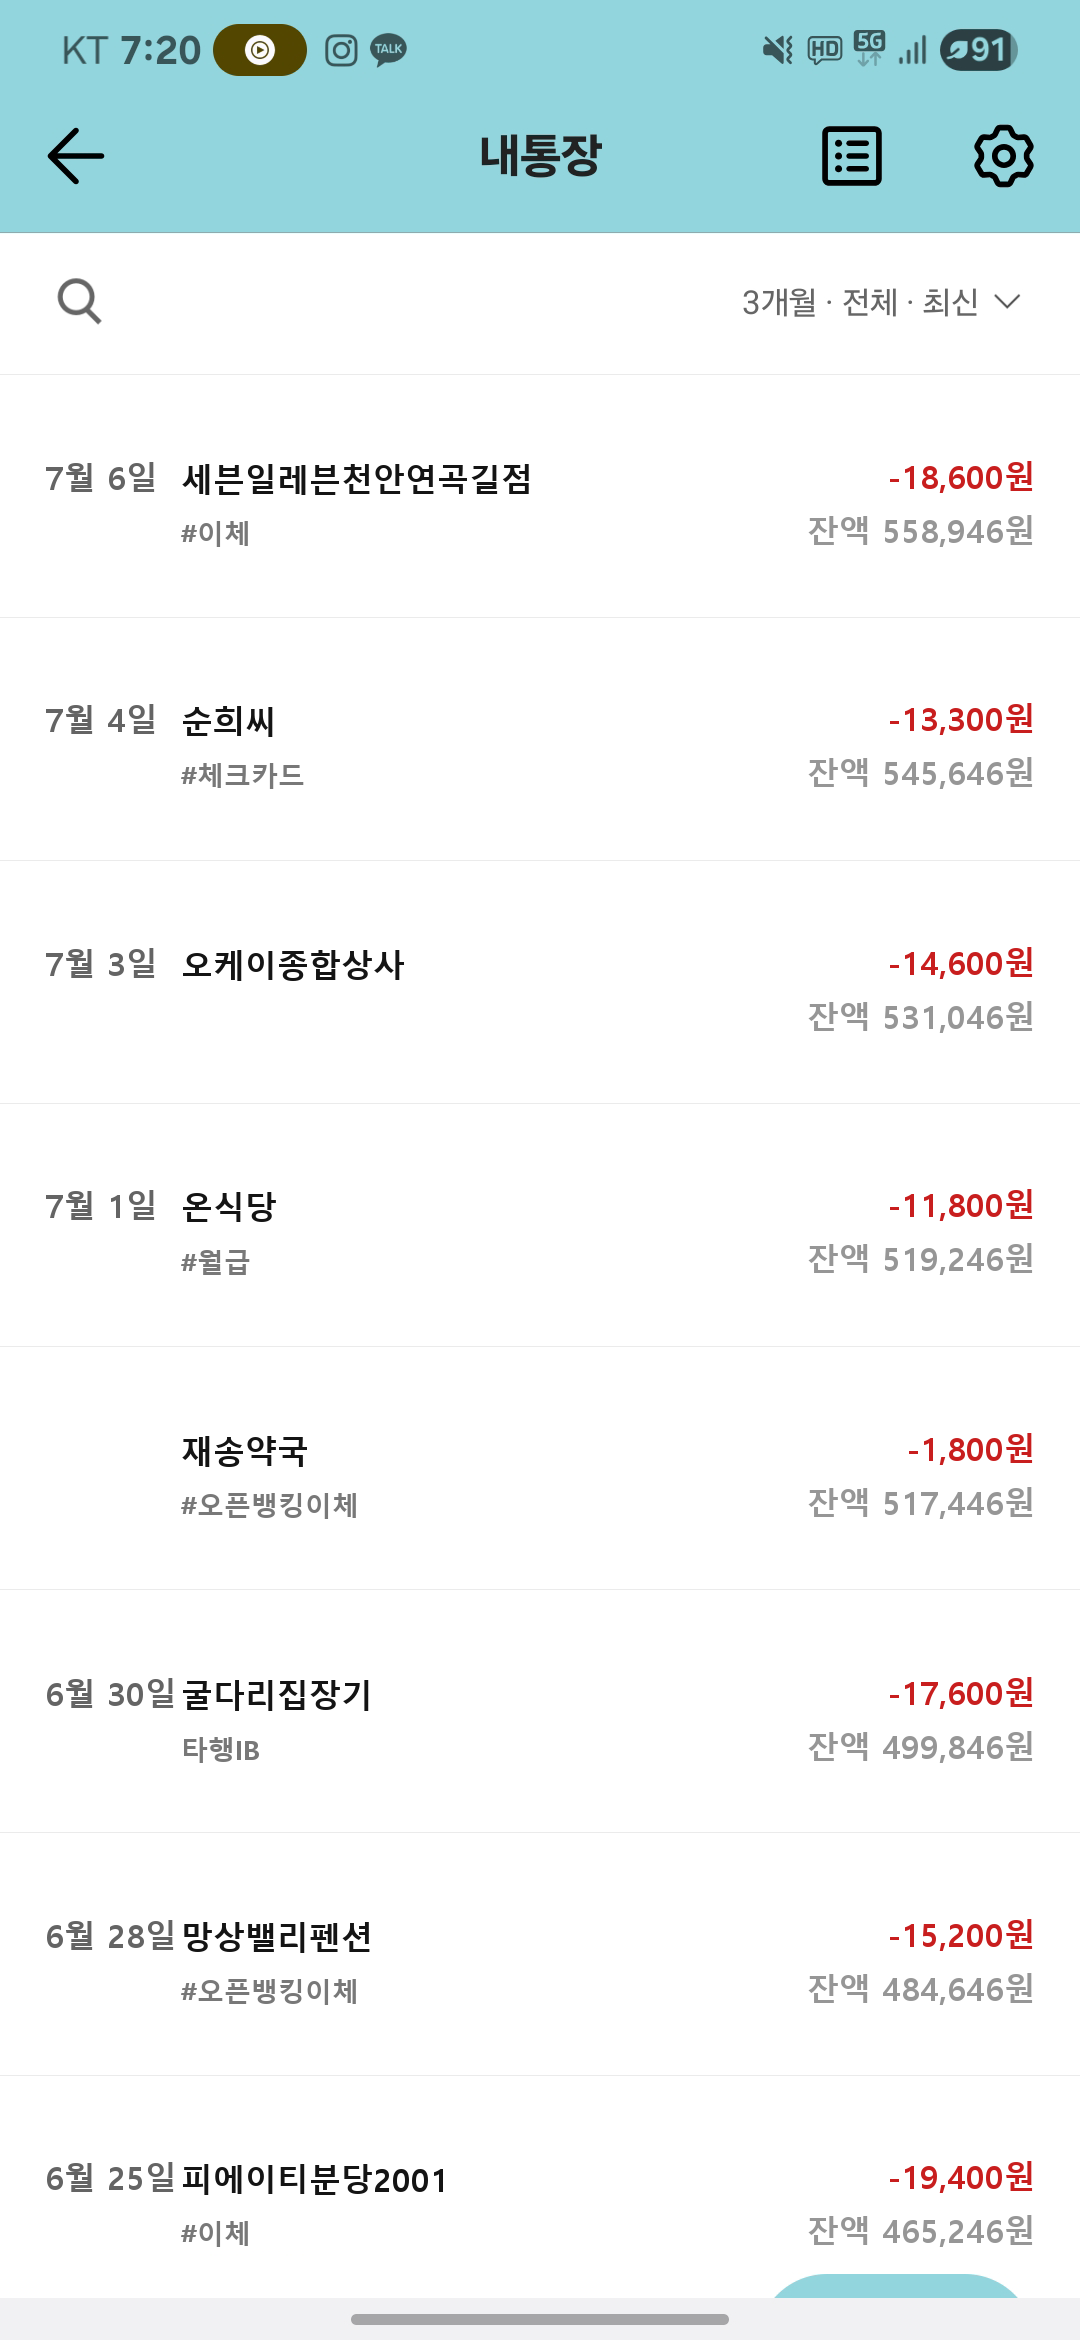 KT 7:20 TALK HD 5G 91
내통장
3개월 · 전체 · 최신
7월 6일 세븐일레븐천안연곡길점 -18,600원
#이체 잔액 558,946원
7월 4일 순희씨 -13,300원
#체크카드 잔액 545,646원
7월 3일 오케이종합상사 -14,600원
잔액 531,046원
7월 1일 온식당 -11,800원
#월급 잔액 519,246원
재송약국 -1,800원
#오픈뱅킹이체 잔액 517,446원
6월 30일 굴다리집장기 -17,600원
타행IB 잔액 499,846원
6월 28일 망상밸리펜션 -15,200원
#오픈뱅킹이체 잔액 484,646원
6월 25일 피에이티분당2001 -19,400원
#이체 잔액 465,246원